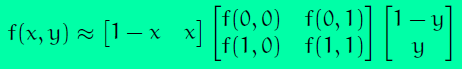 f(x, y) ≈ [1 − x x] [f(0, 0) f(0, 1) f(1, 0) f(1, 1)] [1 − y y]